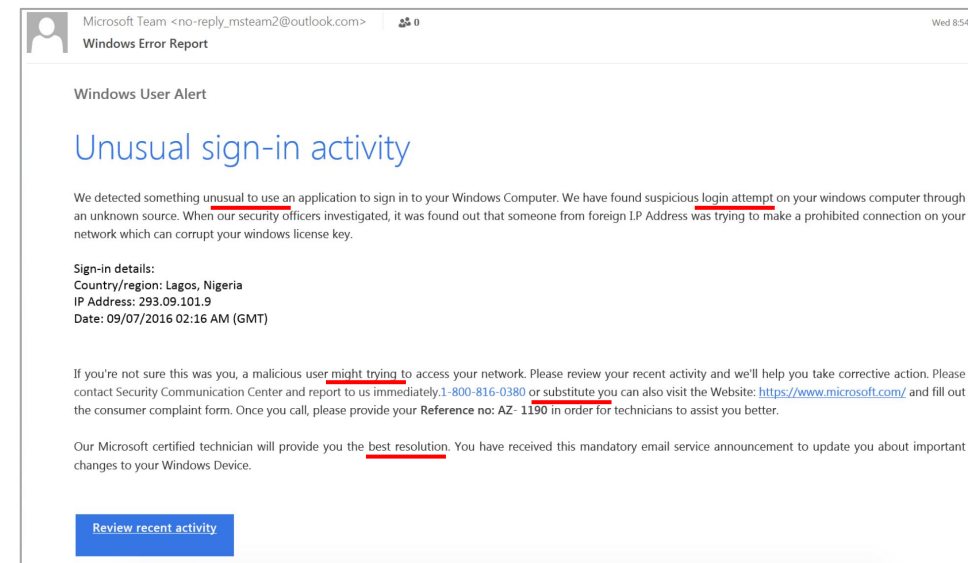 Microsoft Team <no-reply_msteam2@outlook.com> 0 Wed 8:54
Windows Error Report
Windows User Alert
Unusual sign-in activity
We detected something unusual to use an application to sign in to your Windows Computer. We have found suspicious login attempt on your windows computer through
an unknown source. When our security officers investigated, it was found out that someone from foreign I.P Address was trying to make a prohibited connection on your
network which can corrupt your windows license key.
Sign-in details:
Country/region: Lagos, Nigeria
IP Address: 293.09.101.9
Date: 09/07/2016 02:16 AM (GMT)
If you're not sure this was you, a malicious user might trying to access your network. Please review your recent activity and we'll help you take corrective action. Please
contact Security Communication Center and report to us immediately.1-800-816-0380 or substitute you can also visit the Website: https://www.microsoft.com/ and fill out
the consumer complaint form. Once you call, please provide your Reference no: AZ- 1190 in order for technicians to assist you better.
Our Microsoft certified technician will provide you the best resolution. You have received this mandatory email service announcement to update you about important
changes to your Windows Device.
Review recent activity